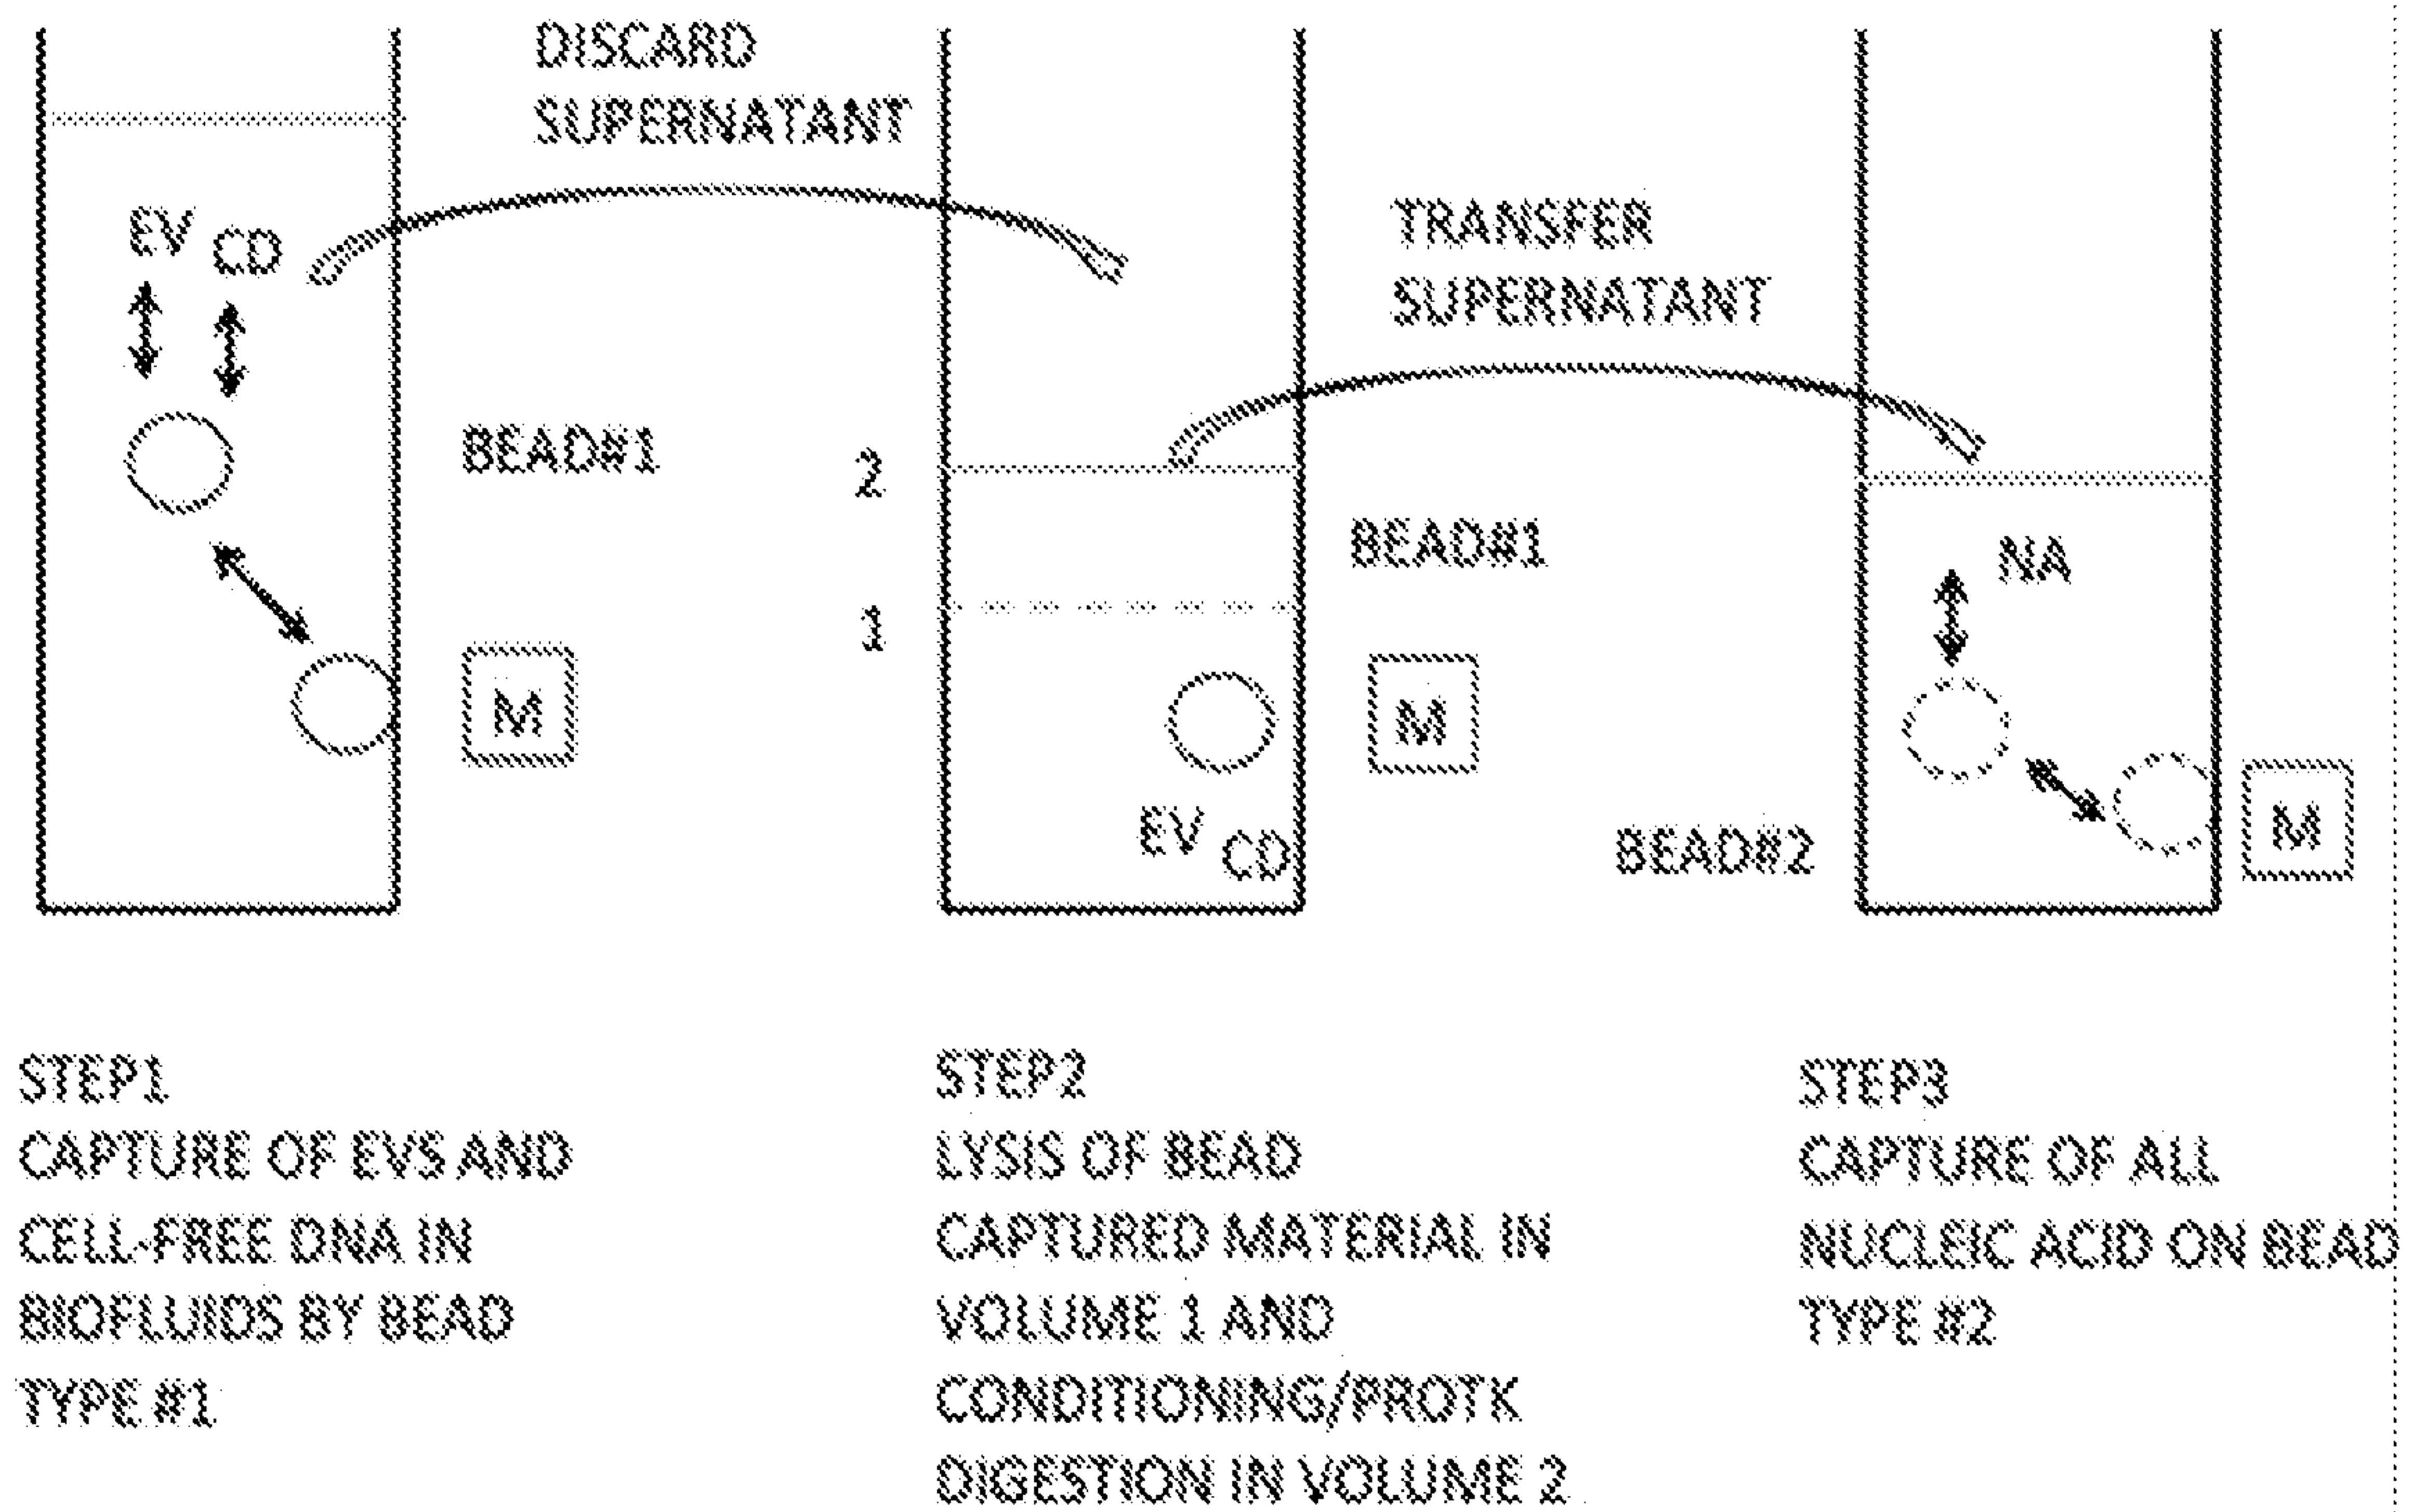 DISCARD
SUPERNATANT
EV CD
TRANSFER
SUPERNATANT
BEAD#1
2
BEAD#1
NA
1
M
M
EV CD
BEAD#2
M
STEP1
CAPTURE OF EVS AND
CELL-FREE DNA IN
BIOFLUIDS BY BEAD
TYPE #1
STEP2
LYSIS OF BEAD
CAPTURED MATERIAL IN
VOLUME 1 AND
CONDITIONING/PROTK
DIGESTION IN VOLUME 2
STEP3
CAPTURE OF ALL
NUCLEIC ACID ON BEAD
TYPE #2